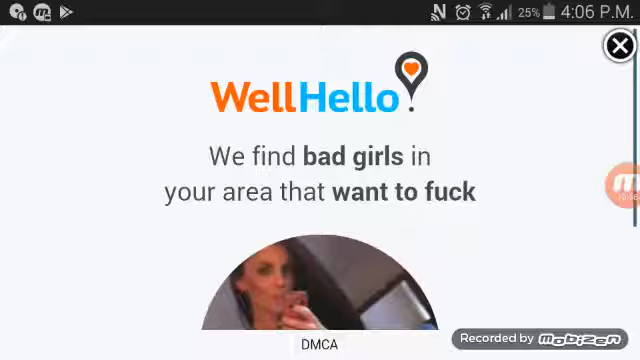 25% 4:06 P.M.
WellHello
We find bad girls in
your area that want to fuck
DMCA
Recorded by mobizen